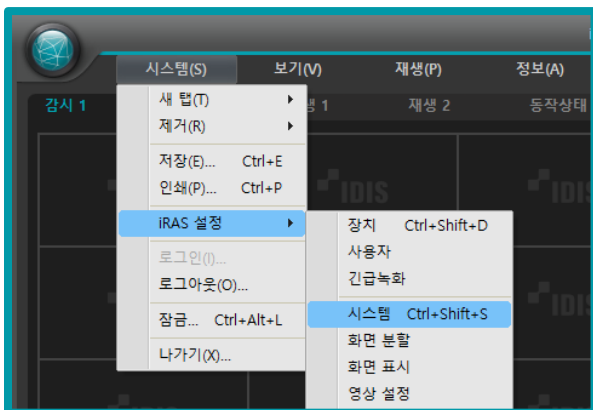 시스템(S) 보기(V) 재생(P) 정보(A)
감시 1 생 1 재생 2 동작상태
새 탭(T)
제거(R)
저장(E)... Ctrl+E
인쇄(P)... Ctrl+P
IDIS IDIS
iRAS 설정
장치 Ctrl+Shift+D
로그인(I)...
사용자
로그아웃(O)...
긴급녹화
잠금... Ctrl+Alt+L
시스템 Ctrl+Shift+S
IDIS
나가기(X)...
화면 분할
화면 표시
영상 설정